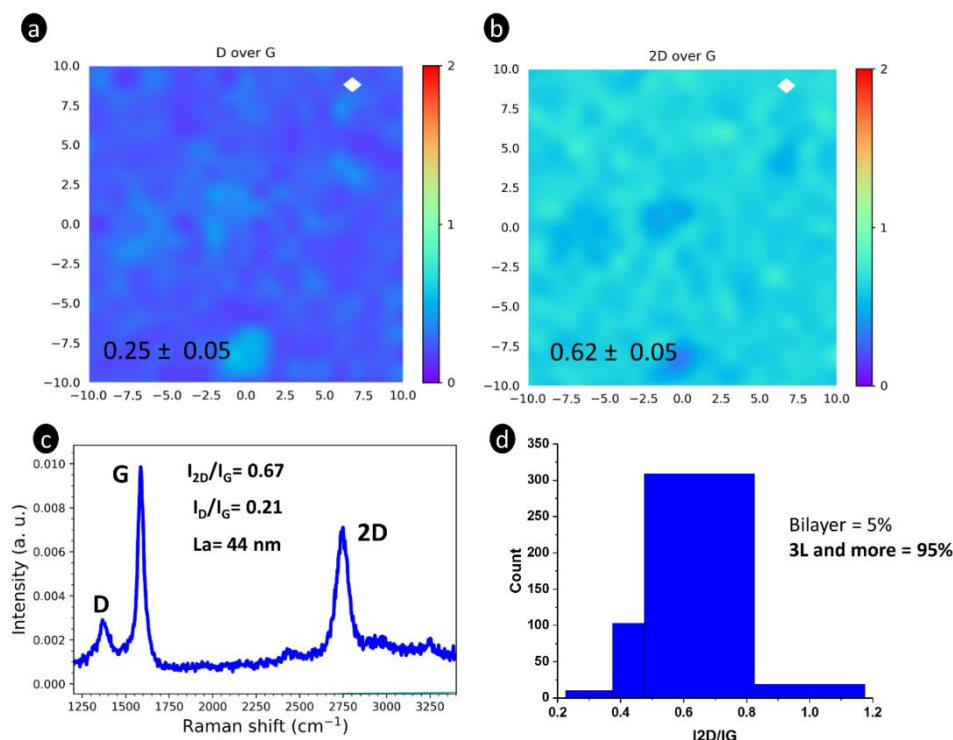 a
D over G
10.0
7.5
5.0
2.5
0.0
−2.5
−5.0
−7.5
−10.0
−10.0 −7.5 −5.0 −2.5 0.0 2.5 5.0 7.5 10.0
0.25 ± 0.05
2
1
0
b
2D over G
10.0
7.5
5.0
2.5
0.0
−2.5
−5.0
−7.5
−10.0
−10.0 −7.5 −5.0 −2.5 0.0 2.5 5.0 7.5 10.0
0.62 ± 0.05
2
1
0
c
Intensity (a. u.)
0.010
0.008
0.006
0.004
0.002
0.000
D
G
2D
I2D/IG= 0.67
ID/IG= 0.21
La= 44 nm
1250 1500 1750 2000 2250 2500 2750 3000 3250
Raman shift (cm⁻¹)
d
Count
350
300
250
200
150
100
50
0
Bilayer = 5%
3L and more = 95%
0.2 0.4 0.6 0.8 1.0 1.2
I2D/IG